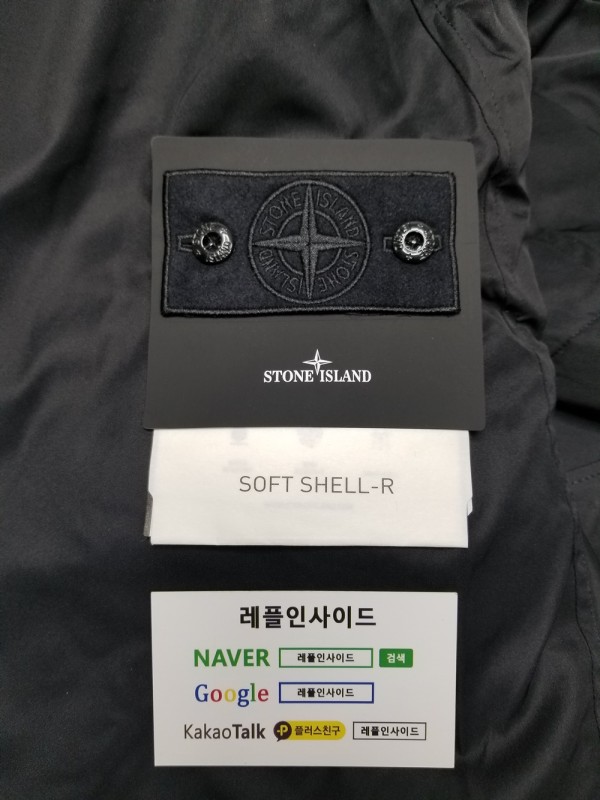 STONE ISLAND STONE ISLAND
STONE ISLAND
SOFT SHELL-R
레플인사이드
NAVER 레플인사이드 검색
Google 레플인사이드
KakaoTalk P 플러스친구 레플인사이드